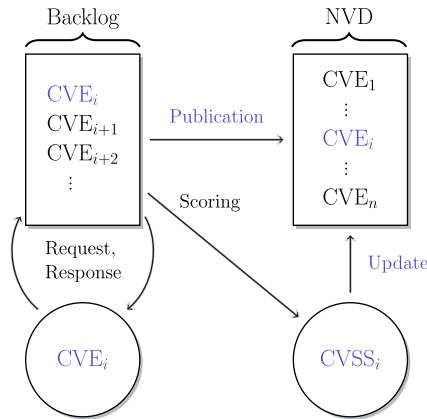 Backlog
NVD
CVE_i
CVE_{i+1}
CVE_{i+2}
⋮
Publication
CVE_1
⋮
CVE_i
⋮
CVE_n
Scoring
Request,
Response
Update
CVE_i
CVSS_i